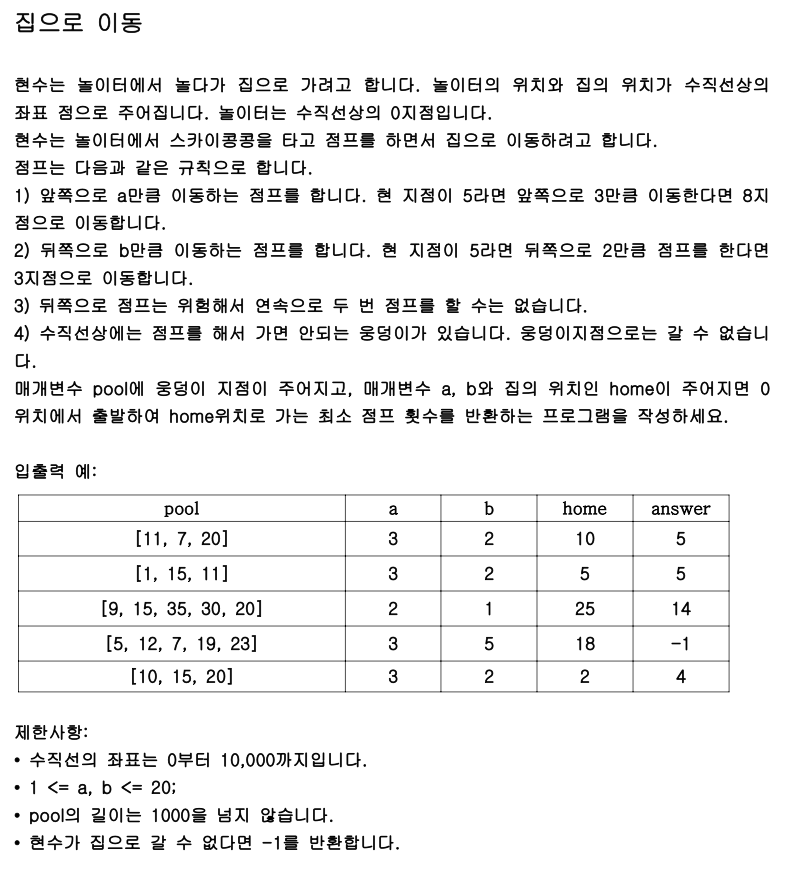 집으로 이동
현수는 놀이터에서 놀다가 집으로 가려고 합니다. 놀이터의 위치와 집의 위치가 수직선상의
좌표 점으로 주어집니다. 놀이터는 수직선상의 0지점입니다.
현수는 놀이터에서 스카이콩콩을 타고 점프를 하면서 집으로 이동하려고 합니다.
점프는 다음과 같은 규칙으로 합니다.
1) 앞쪽으로 a만큼 이동하는 점프를 합니다. 현 지점이 5라면 앞쪽으로 3만큼 이동한다면 8지
점으로 이동합니다.
2) 뒤쪽으로 b만큼 이동하는 점프를 합니다. 현 지점이 5라면 뒤쪽으로 2만큼 점프를 한다면
3지점으로 이동합니다.
3) 뒤쪽으로 점프는 위험해서 연속으로 두 번 점프를 할 수는 없습니다.
4) 수직선상에는 점프를 해서 가면 안되는 웅덩이가 있습니다. 웅덩이지점으로는 갈 수 없습니
다.
매개변수 pool에 웅덩이 지점이 주어지고, 매개변수 a, b와 집의 위치인 home이 주어지면 0
위치에서 출발하여 home위치로 가는 최소 점프 횟수를 반환하는 프로그램을 작성하세요.
입출력 예:
pool a b home answer
[11, 7, 20] 3 2 10 5
[1, 15, 11] 3 2 5 5
[9, 15, 35, 30, 20] 2 1 25 14
[5, 12, 7, 19, 23] 3 5 18 -1
[10, 15, 20] 3 2 2 4
제한사항:
• 수직선의 좌표는 0부터 10,000까지입니다.
• 1 <= a, b <= 20;
• pool의 길이는 1000을 넘지 않습니다.
• 현수가 집으로 갈 수 없다면 -1를 반환합니다.